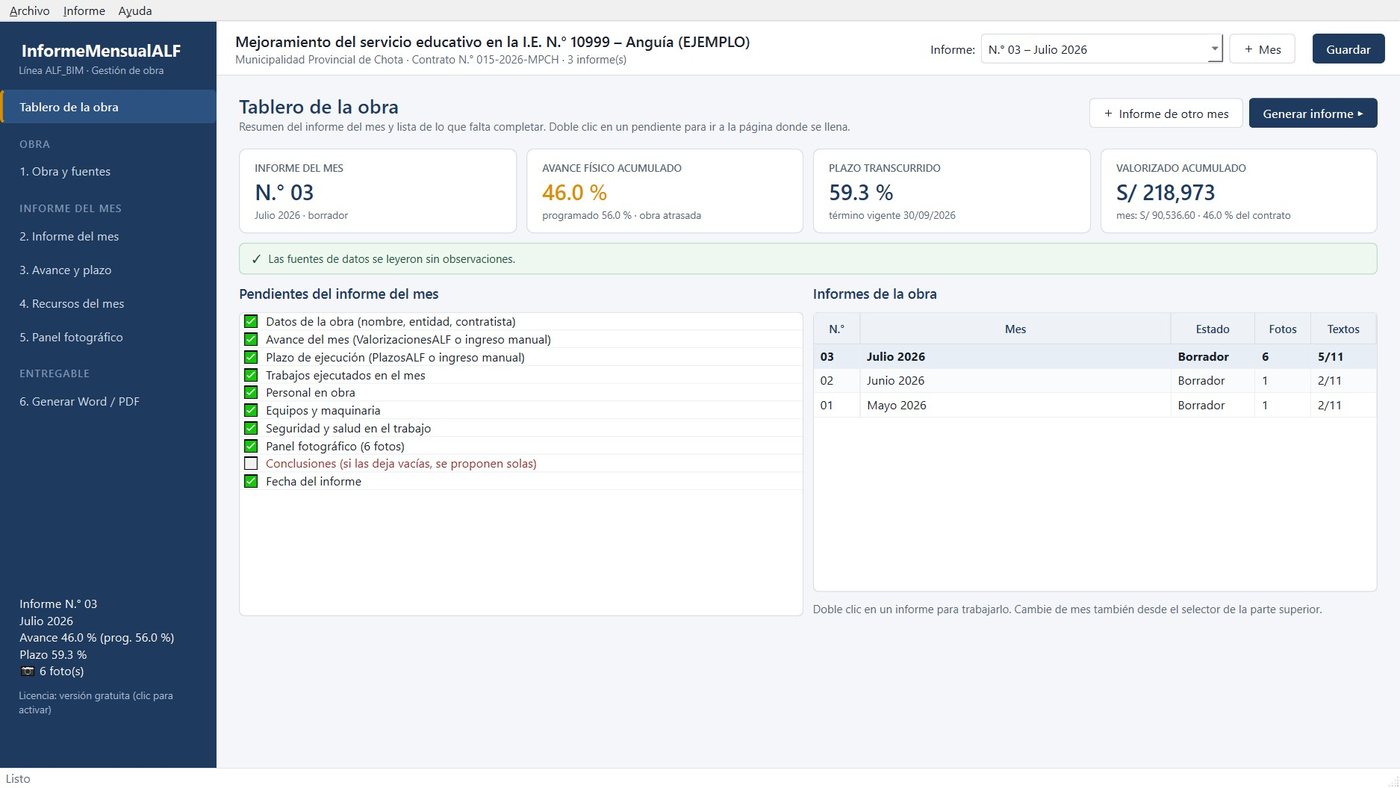 Archivo Informe Ayuda
InformeMensualALF
Línea ALF_BIM · Gestión de obra
Tablero de la obra
OBRA
1. Obra y fuentes
INFORME DEL MES
2. Informe del mes
3. Avance y plazo
4. Recursos del mes
5. Panel fotográfico
ENTREGABLE
6. Generar Word / PDF
Informe N.° 03
Julio 2026
Avance 46.0 % (prog. 56.0 %)
Plazo 59.3 %
6 foto(s)
Licencia: versión gratuita (clic para
activar)
Mejoramiento del servicio educativo en la I.E. N.° 10999 – Anguía (EJEMPLO)
Municipalidad Provincial de Chota · Contrato N.° 015-2026-MPCH · 3 informe(s)
Informe: N.° 03 – Julio 2026
+ Mes
Guardar
Tablero de la obra
Resumen del informe del mes y lista de lo que falta completar. Doble clic en un pendiente para ir a la página donde se llena.
+ Informe de otro mes
Generar informe ▸
INFORME DEL MES
N.° 03
Julio 2026 · borrador
AVANCE FÍSICO ACUMULADO
46.0 %
programado 56.0 % · obra atrasada
PLAZO TRANSCURRIDO
59.3 %
término vigente 30/09/2026
VALORIZADO ACUMULADO
S/ 218,973
mes: S/ 90,536.60 · 46.0 % del contrato
✓ Las fuentes de datos se leyeron sin observaciones.
Pendientes del informe del mes
Datos de la obra (nombre, entidad, contratista)
Avance del mes (ValorizacionesALF o ingreso manual)
Plazo de ejecución (PlazosALF o ingreso manual)
Trabajos ejecutados en el mes
Personal en obra
Equipos y maquinaria
Seguridad y salud en el trabajo
Panel fotográfico (6 fotos)
Conclusiones (si las deja vacías, se proponen solas)
Fecha del informe
Informes de la obra
N.° Mes Estado Fotos Textos
03 Julio 2026 Borrador 6 5/11
02 Junio 2026 Borrador 1 2/11
01 Mayo 2026 Borrador 1 2/11
Doble clic en un informe para trabajarlo. Cambie de mes también desde el selector de la parte superior.
Listo